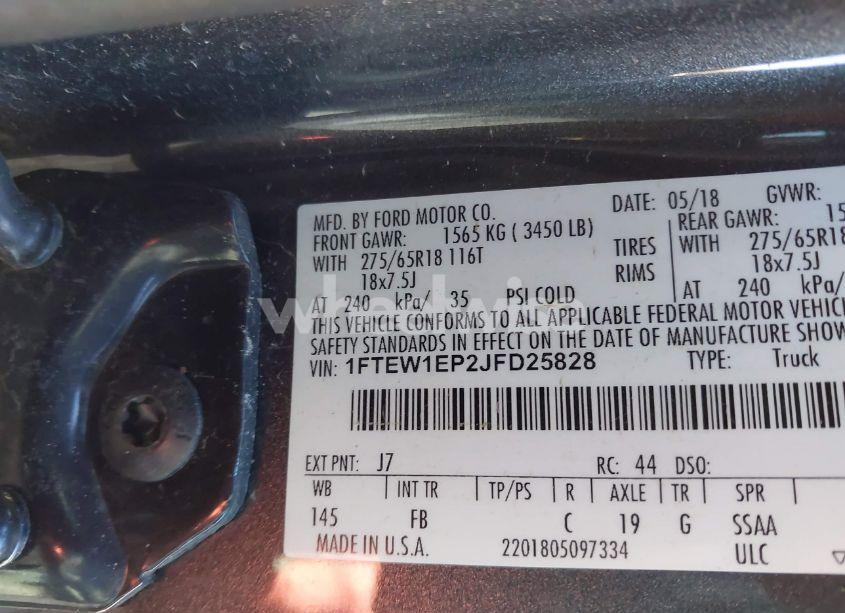 MFD. BY FORD MOTOR CO. DATE: 05/18 GVWR:
FRONT GAWR: 1565 KG ( 3450 LB) REAR GAWR: 15
WITH 275/65R18 116T TIRES WITH 275/65R18
18x7.5J RIMS 18x7.5J
AT 240 kPa/ 35 PSI COLD AT 240 kPa/
THIS VEHICLE CONFORMS TO ALL APPLICABLE FEDERAL MOTOR VEHIC
SAFETY STANDARDS IN EFFECT ON THE DATE OF MANUFACTURE SHOW
VIN: 1FTEW1EP2JFD25828 TYPE: Truck
EXT PNT: J7 RC: 44 DSO:
WB INT TR TP/PS R AXLE TR SPR
145 FB C 19 G SSAA
MADE IN U.S.A. 2201805097334 ULC